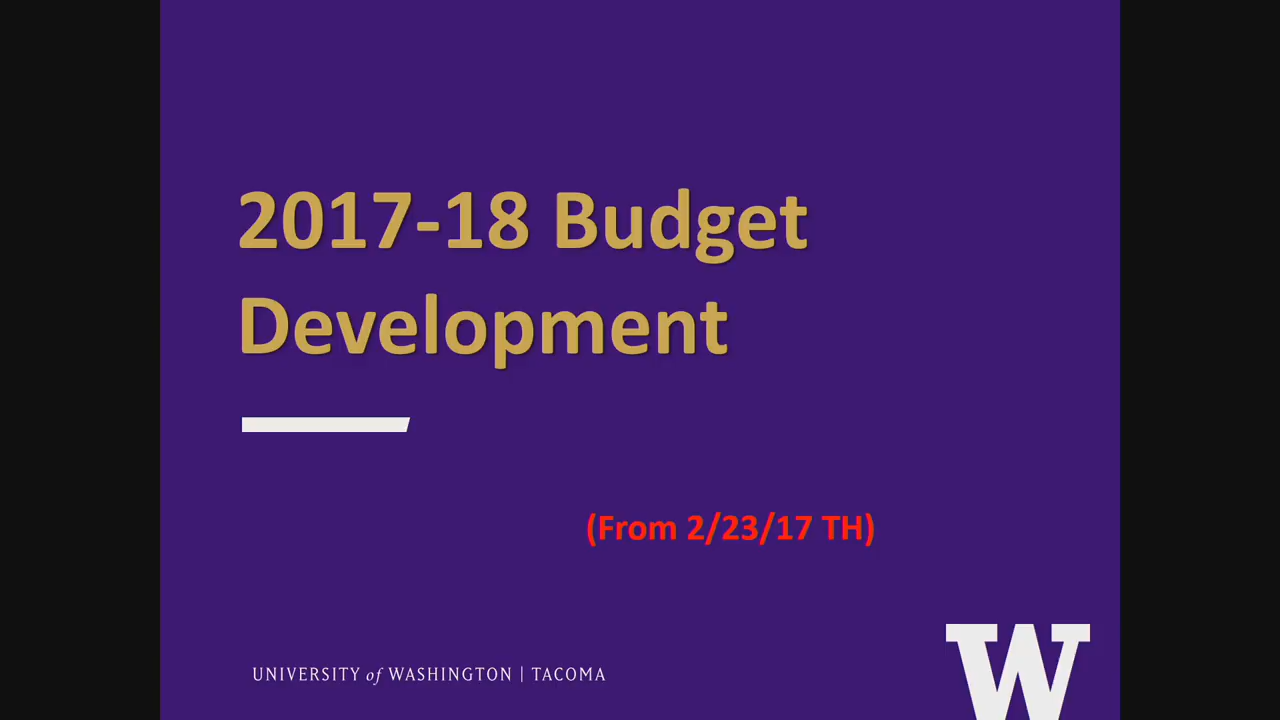 2017-18 Budget
Development
(From 2/23/17 TH)
UNIVERSITY of WASHINGTON | TACOMA
W